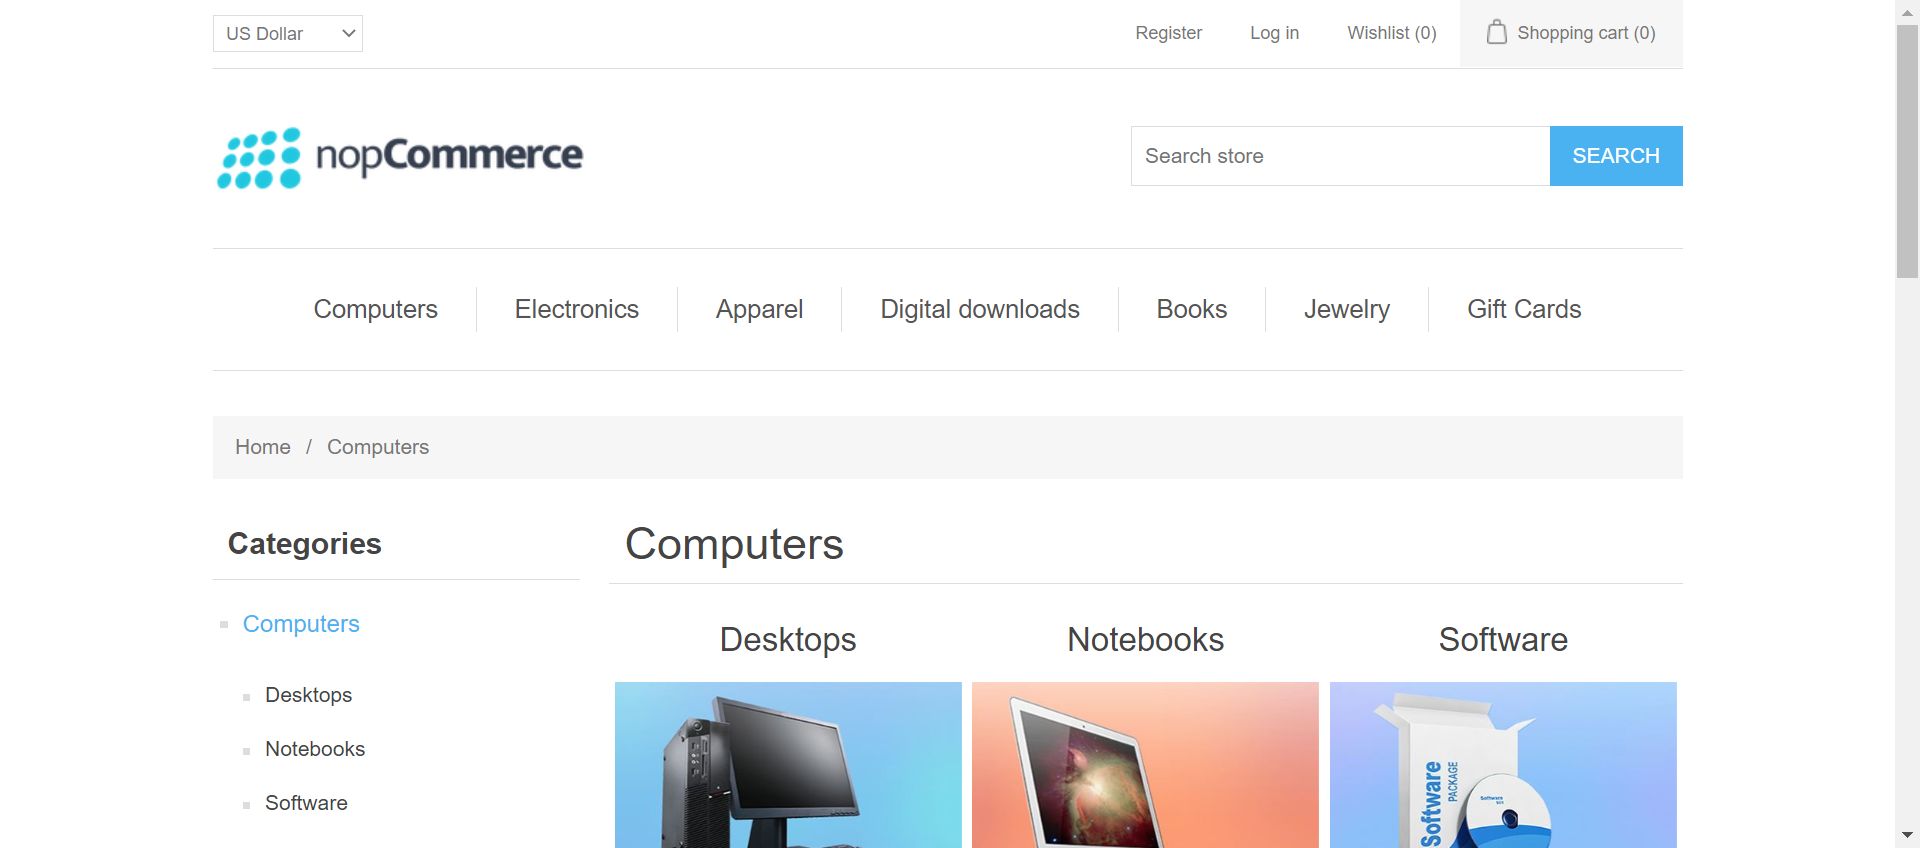 US Dollar
Register
Log in
Wishlist (0)
Shopping cart (0)
nopCommerce
Search store
SEARCH
Computers
Electronics
Apparel
Digital downloads
Books
Jewelry
Gift Cards
Home / Computers
Categories
Computers
Desktops
Notebooks
Software
Computers
Desktops
Notebooks
Software
Software
PACKAGE
Software